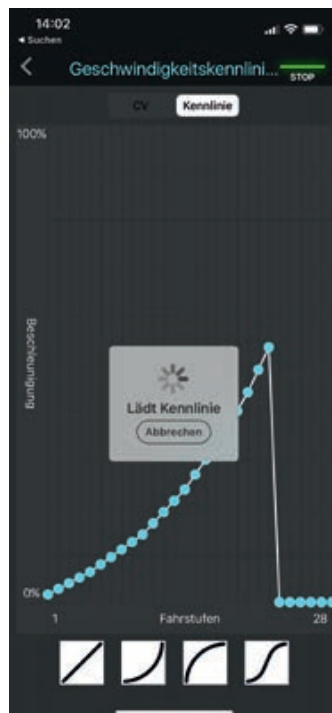 14:02
◀ Suchen
Geschwindigkeitskennlini...
STOP
CV
Kennlinie
100%
Beschleunigung
Lädt Kennlinie
Abbrechen
0%
1
Fahrstufen
28